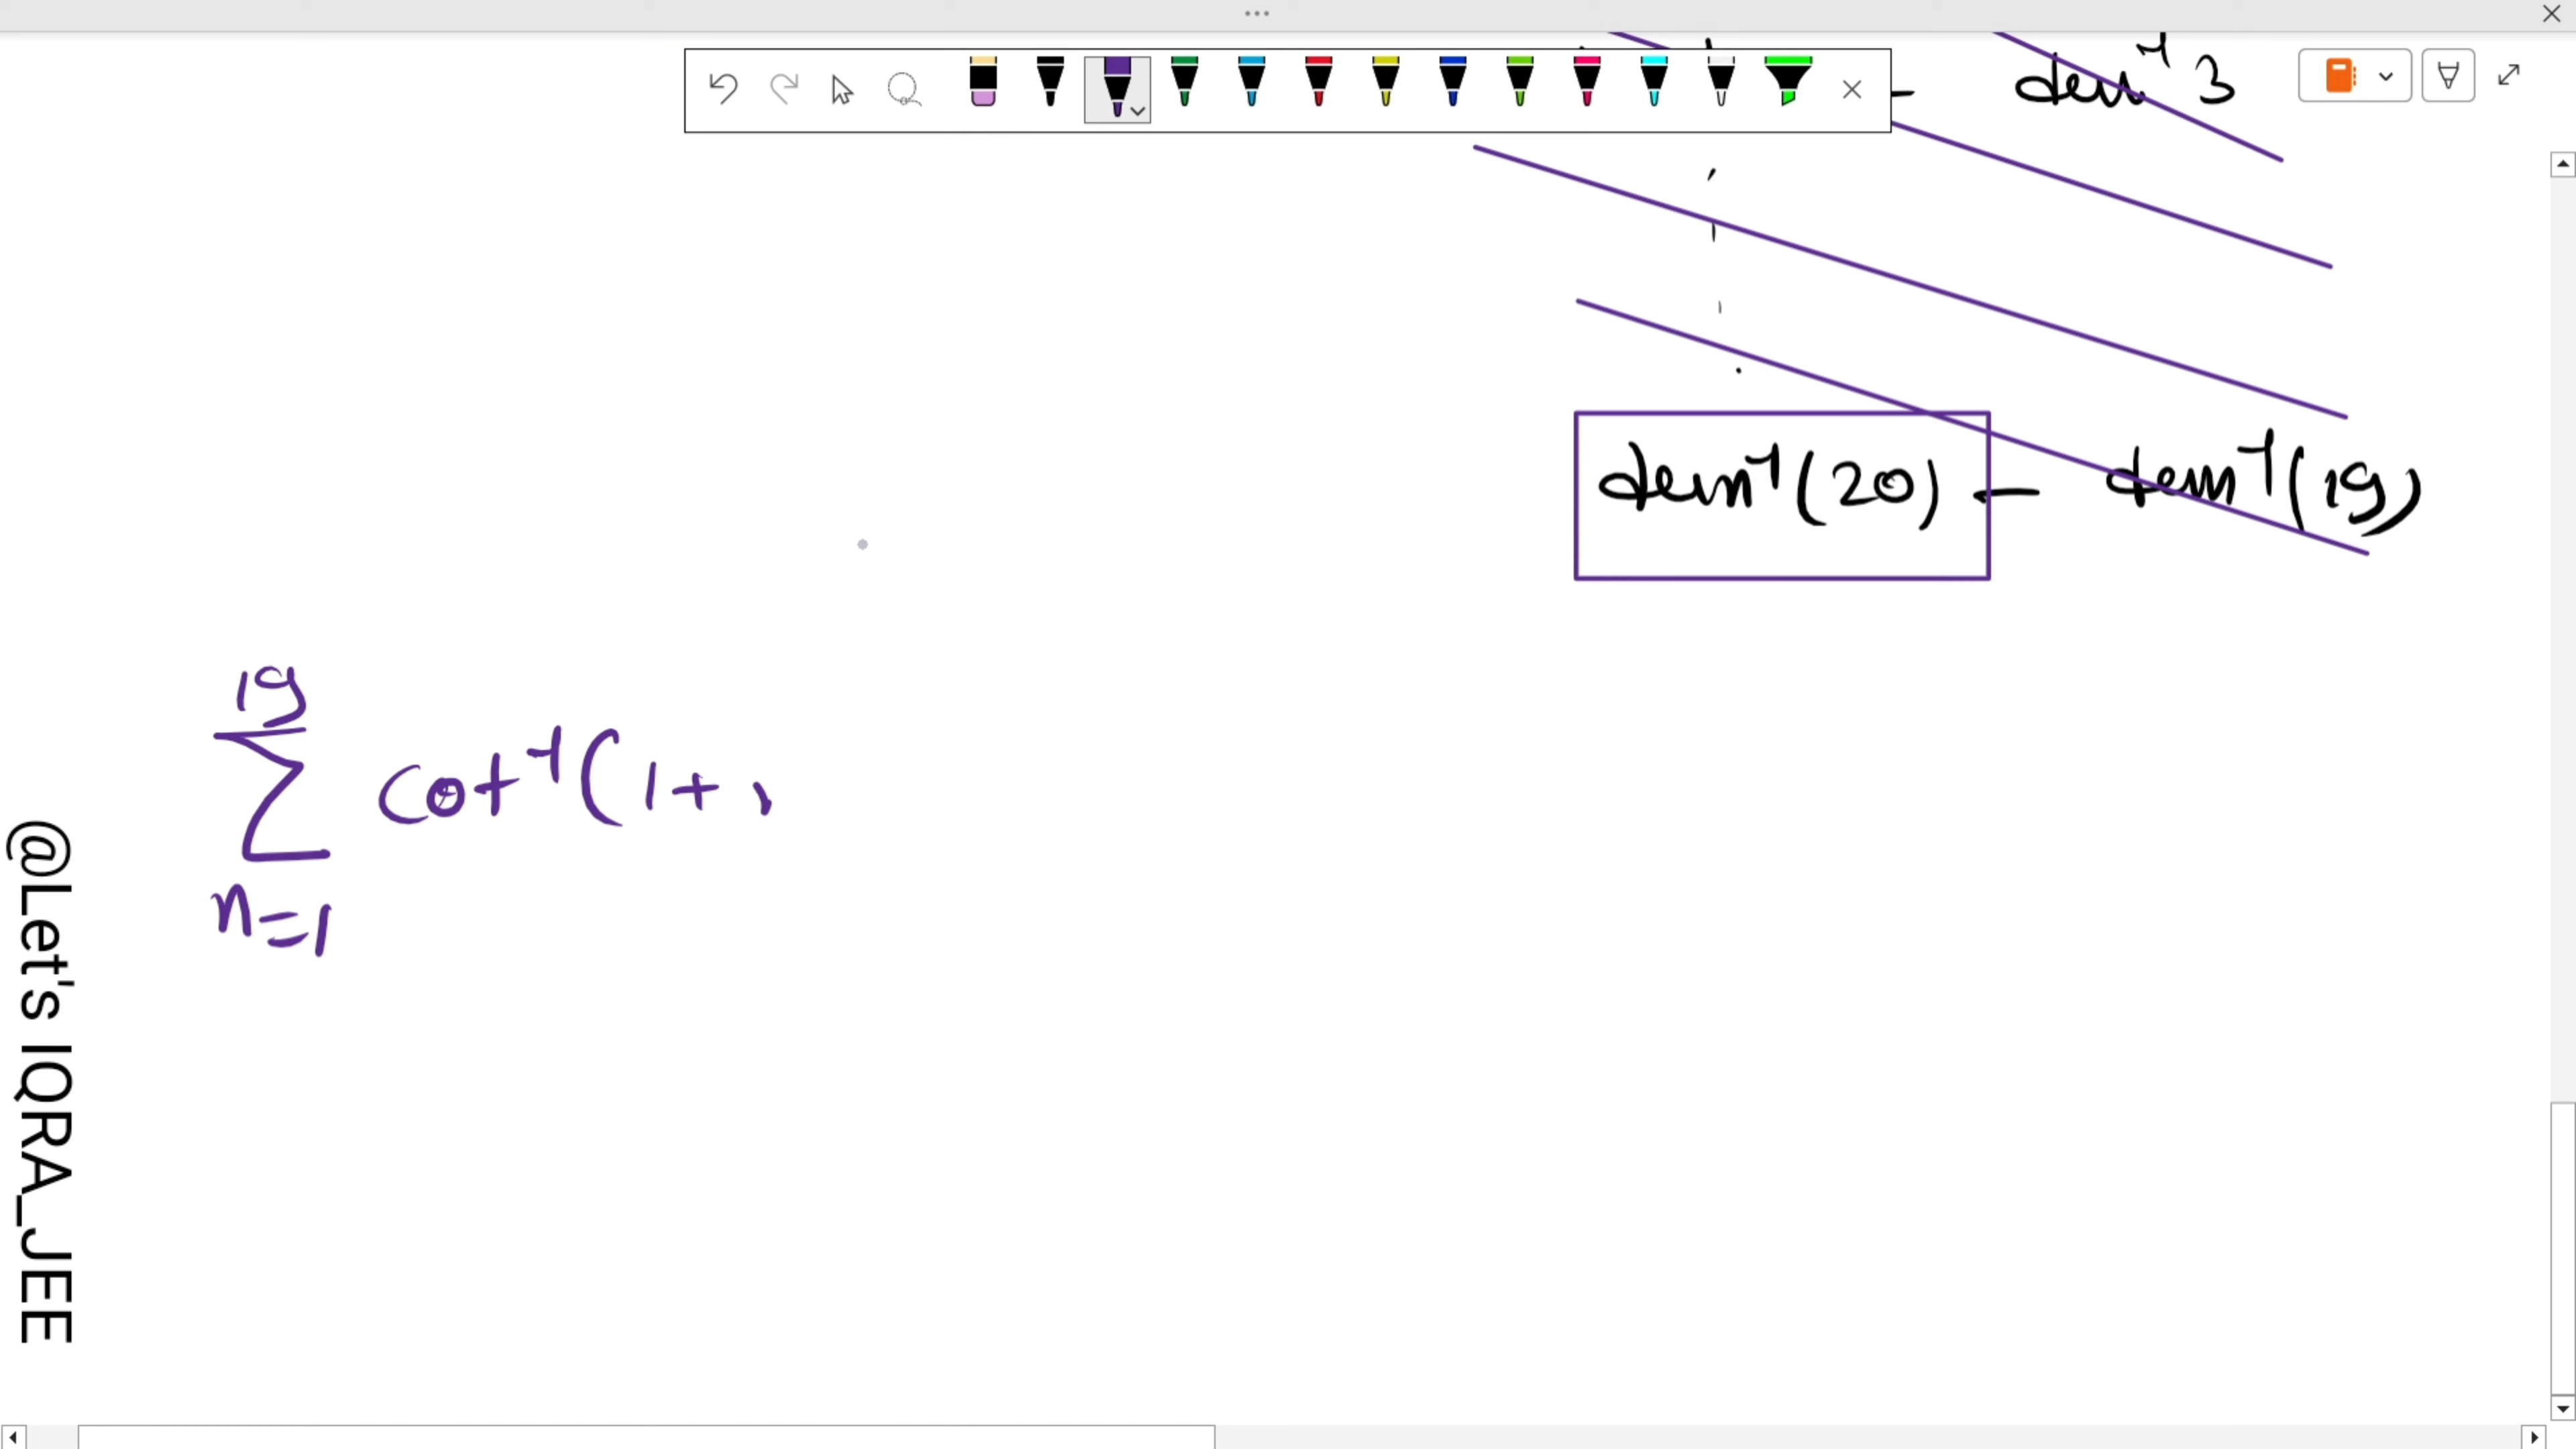 - tan⁻¹ 3
tan⁻¹(20) - tan⁻¹(19)
19
∑ cot⁻¹(1+
n=1
@Let's IQRA_JEE